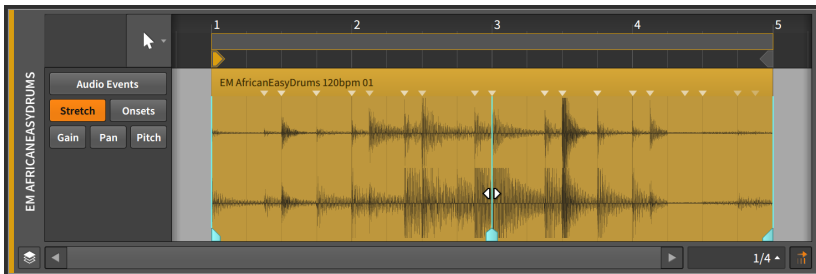 EM AFRICANEASYDRUMS
1
2
3
4
5
Audio Events
EM AfricanEasyDrums 120bpm 01
Stretch
Onsets
Gain
Pan
Pitch
1/4